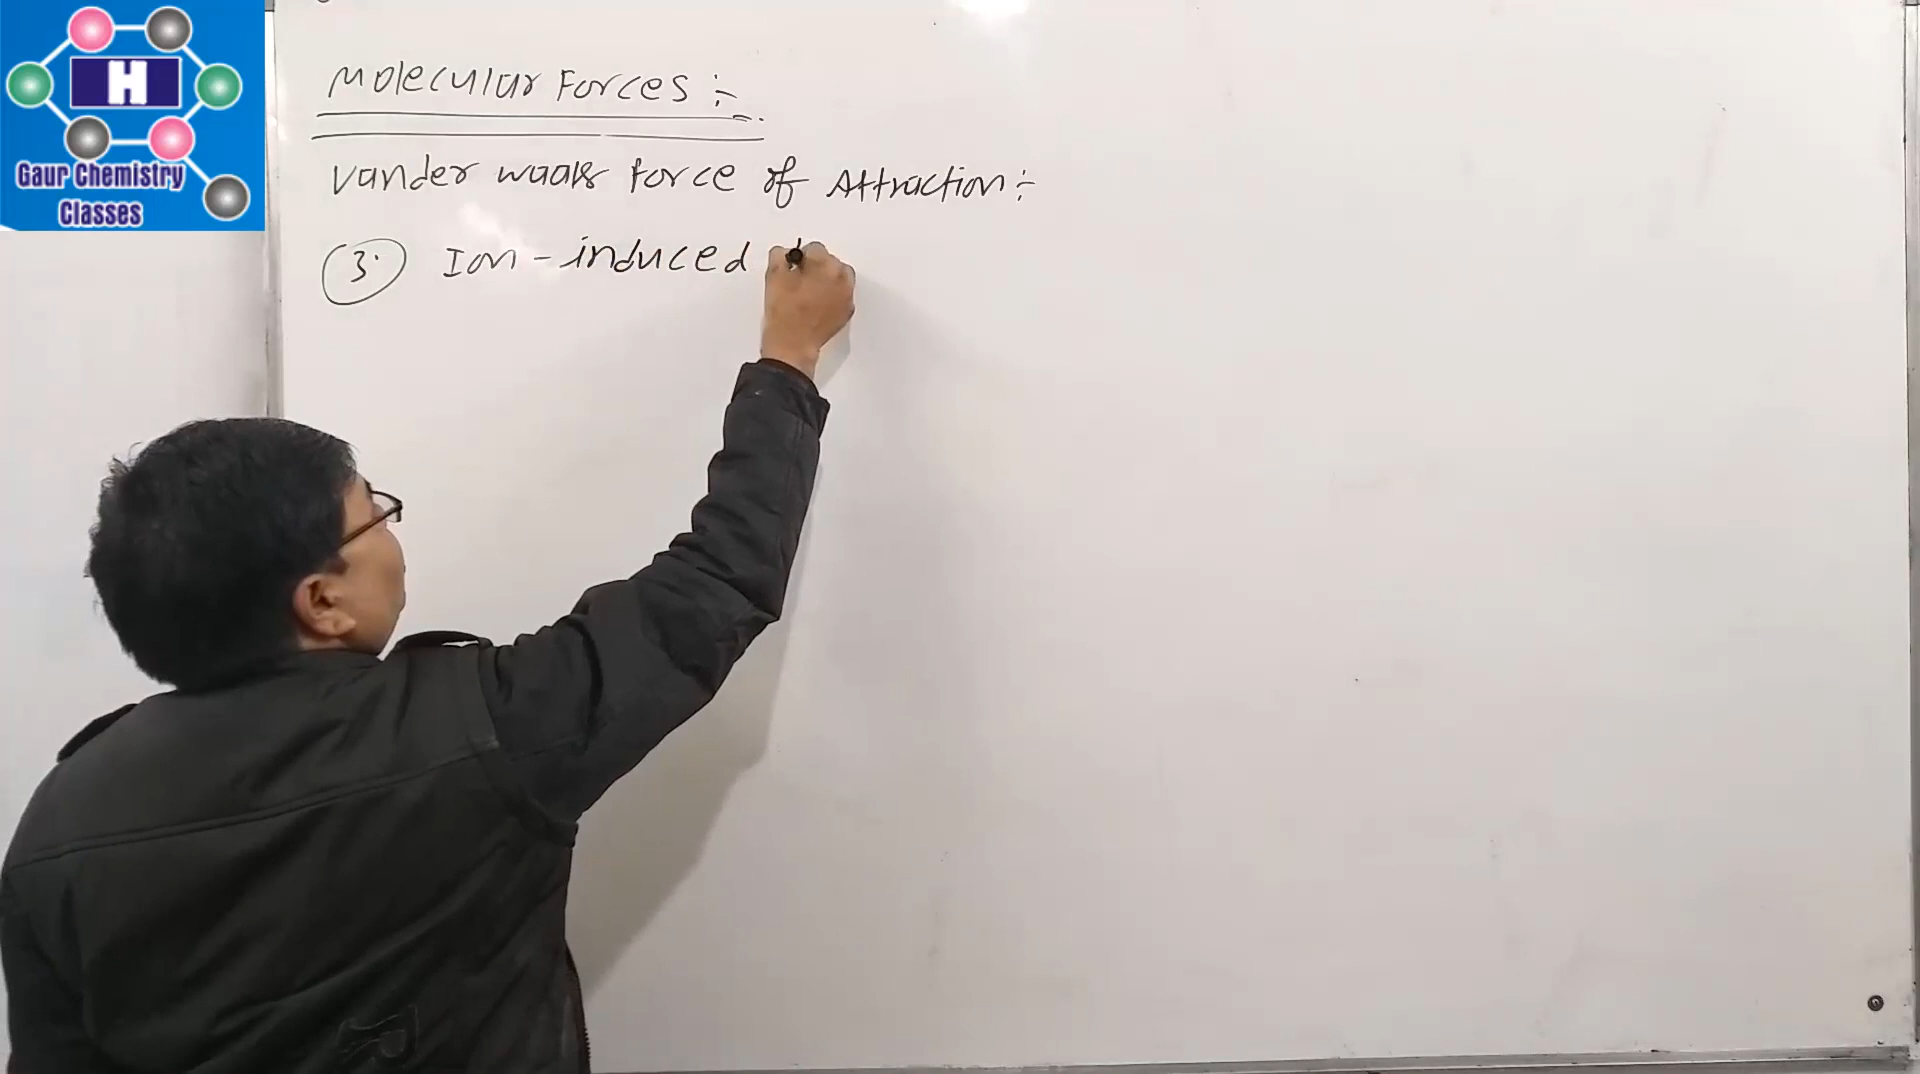 H
Gaur Chemistry
Classes
Molecular Forces :-
Vander waals force of Attraction :-
3. Ion - induced d